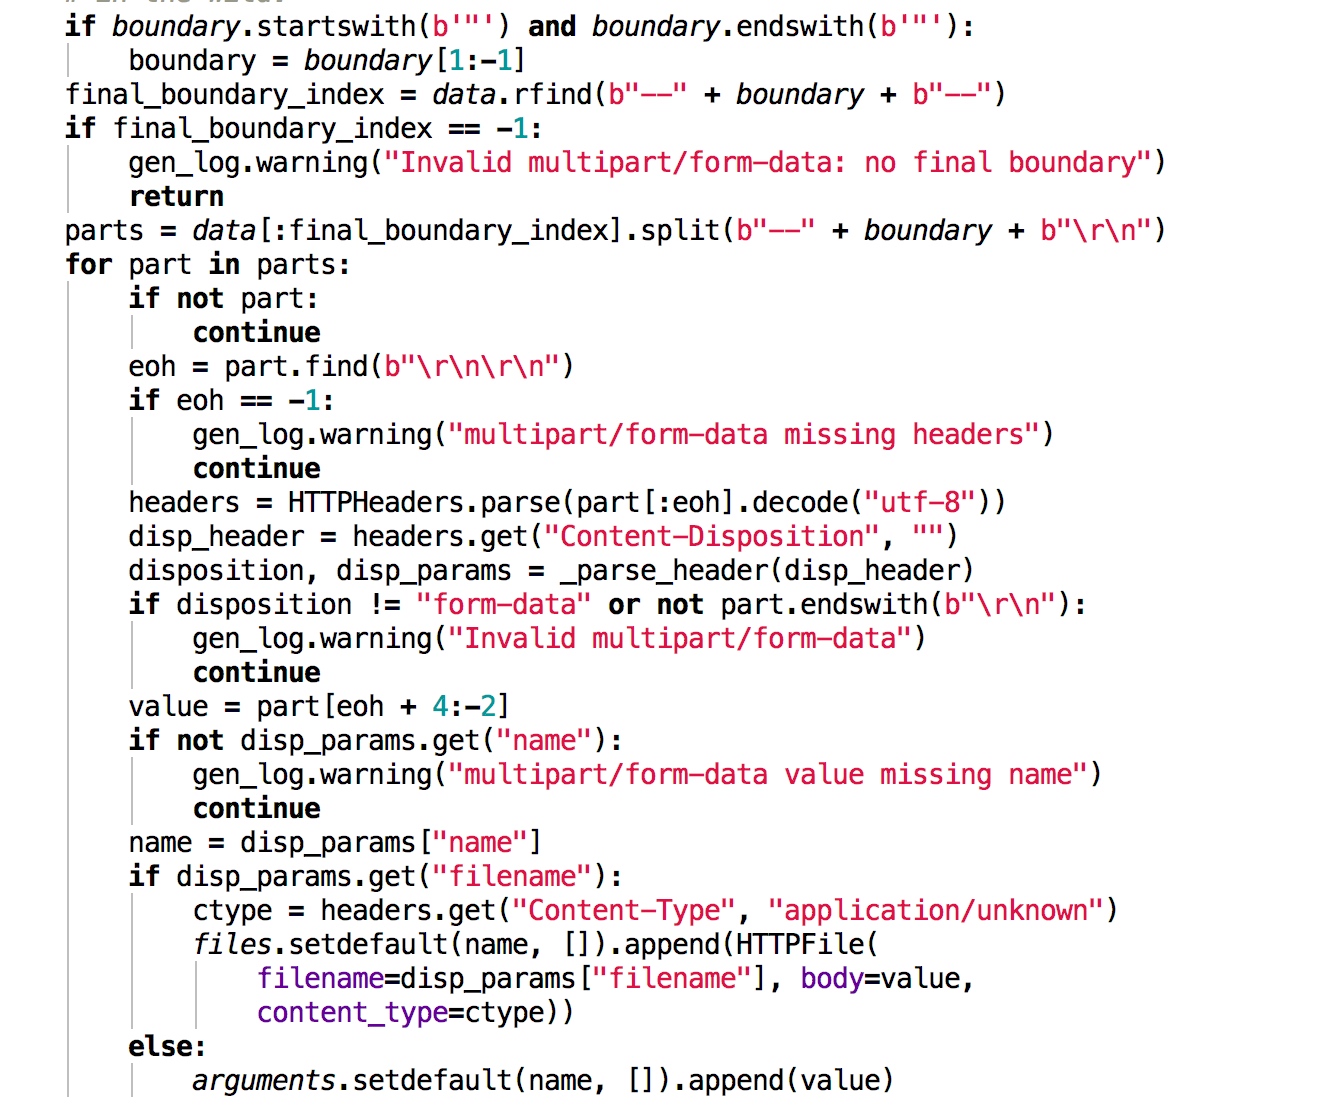 if boundary.startswith(b'"') and boundary.endswith(b'"'):
    boundary = boundary[1:-1]
final_boundary_index = data.rfind(b"--" + boundary + b"--")
if final_boundary_index == -1:
    gen_log.warning("Invalid multipart/form-data: no final boundary")
    return
parts = data[:final_boundary_index].split(b"--" + boundary + b"\r\n")
for part in parts:
    if not part:
        continue
    eoh = part.find(b"\r\n\r\n")
    if eoh == -1:
        gen_log.warning("multipart/form-data missing headers")
        continue
    headers = HTTPHeaders.parse(part[:eoh].decode("utf-8"))
    disp_header = headers.get("Content-Disposition", "")
    disposition, disp_params = _parse_header(disp_header)
    if disposition != "form-data" or not part.endswith(b"\r\n"):
        gen_log.warning("Invalid multipart/form-data")
        continue
    value = part[eoh + 4:-2]
    if not disp_params.get("name"):
        gen_log.warning("multipart/form-data value missing name")
        continue
    name = disp_params["name"]
    if disp_params.get("filename"):
        ctype = headers.get("Content-Type", "application/unknown")
        files.setdefault(name, []).append(HTTPFile(
            filename=disp_params["filename"], body=value,
            content_type=ctype))
    else:
        arguments.setdefault(name, []).append(value)